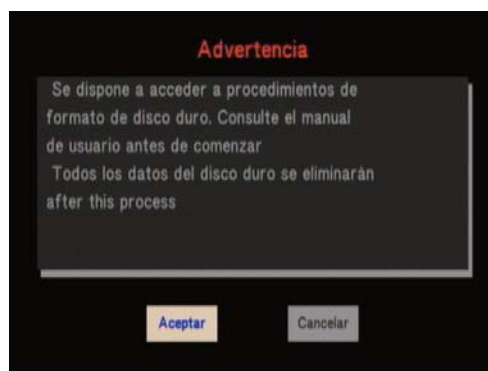 Advertencia
Se dispone a acceder a procedimientos de
formato de disco duro. Consulte el manual
de usuario antes de comenzar
Todos los datos del disco duro se eliminarán
after this process
Aceptar
Cancelar